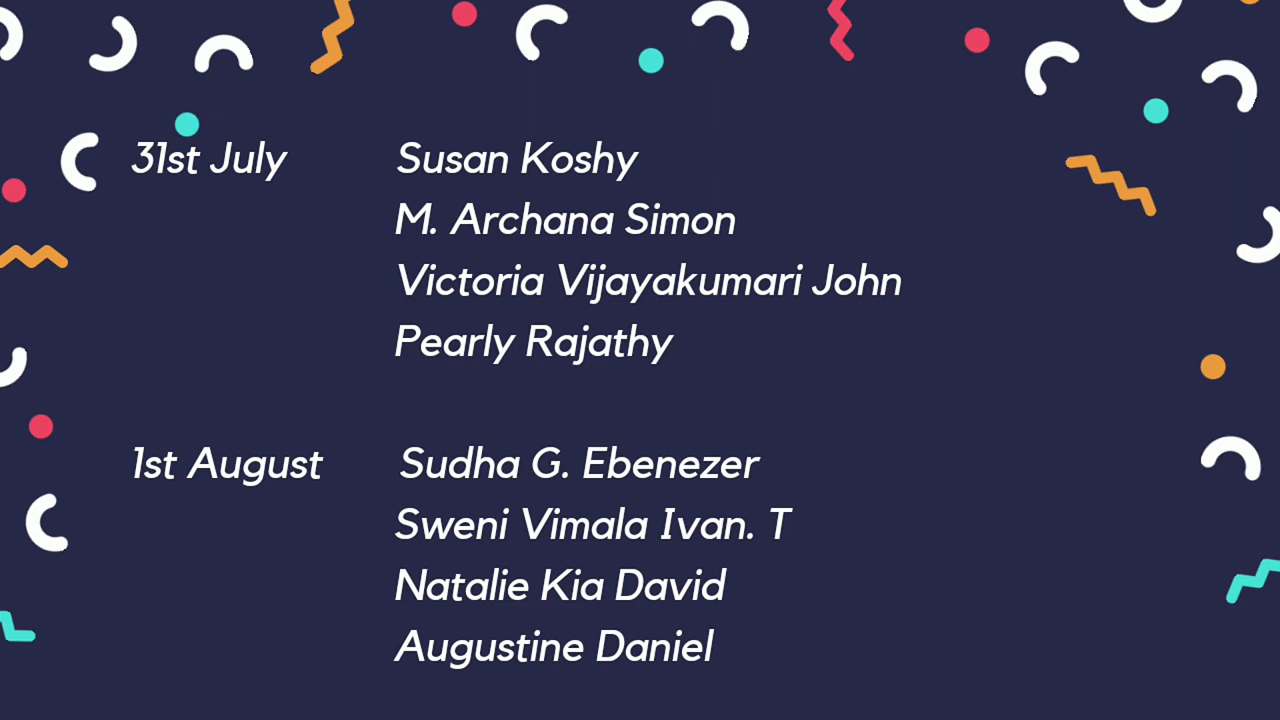 31st July Susan Koshy
M. Archana Simon
Victoria Vijayakumari John
Pearly Rajathy
1st August Sudha G. Ebenezer
Sweni Vimala Ivan. T
Natalie Kia David
Augustine Daniel